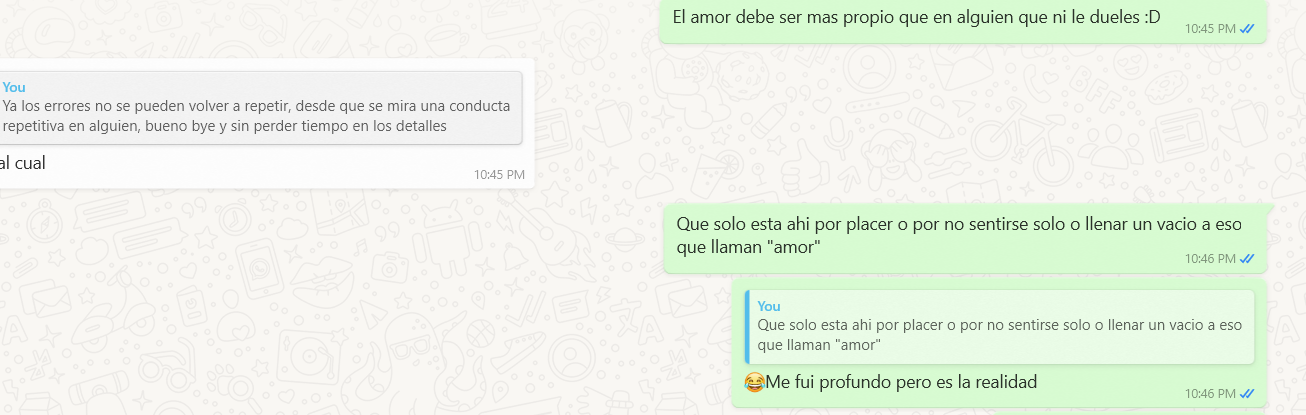 El amor debe ser mas propio que en alguien que ni le dueles :D
10:45 PM
You
Ya los errores no se pueden volver a repetir, desde que se mira una conducta
repetitiva en alguien, bueno bye y sin perder tiempo en los detalles
al cual
10:45 PM
Que solo esta ahi por placer o por no sentirse solo o llenar un vacio a eso
que llaman "amor"
10:46 PM
You
Que solo esta ahi por placer o por no sentirse solo o llenar un vacio a eso
que llaman "amor"
😂Me fui profundo pero es la realidad
10:46 PM